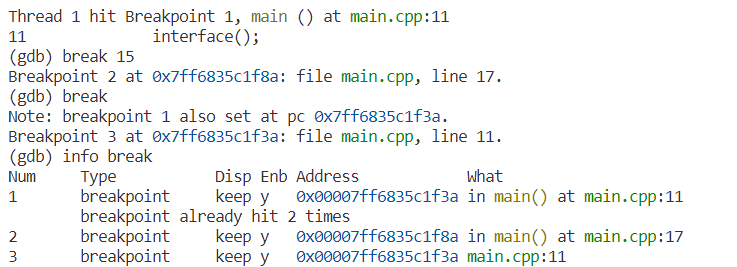 Thread 1 hit Breakpoint 1, main () at main.cpp:11
11                interface();
(gdb) break 15
Breakpoint 2 at 0x7ff6835c1f8a: file main.cpp, line 17.
(gdb) break
Note: breakpoint 1 also set at pc 0x7ff6835c1f3a.
Breakpoint 3 at 0x7ff6835c1f3a: file main.cpp, line 11.
(gdb) info break
Num     Type           Disp Enb Address            What
1       breakpoint     keep y   0x00007ff6835c1f3a in main() at main.cpp:11
        breakpoint already hit 2 times
2       breakpoint     keep y   0x00007ff6835c1f8a in main() at main.cpp:17
3       breakpoint     keep y   0x00007ff6835c1f3a main.cpp:11